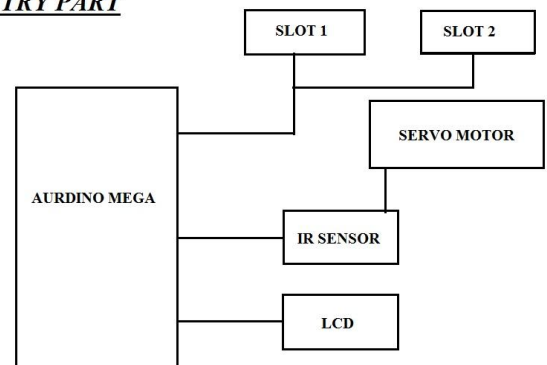 TRY PART
SLOT 1
SLOT 2
SERVO MOTOR
AURDINO MEGA
IR SENSOR
LCD